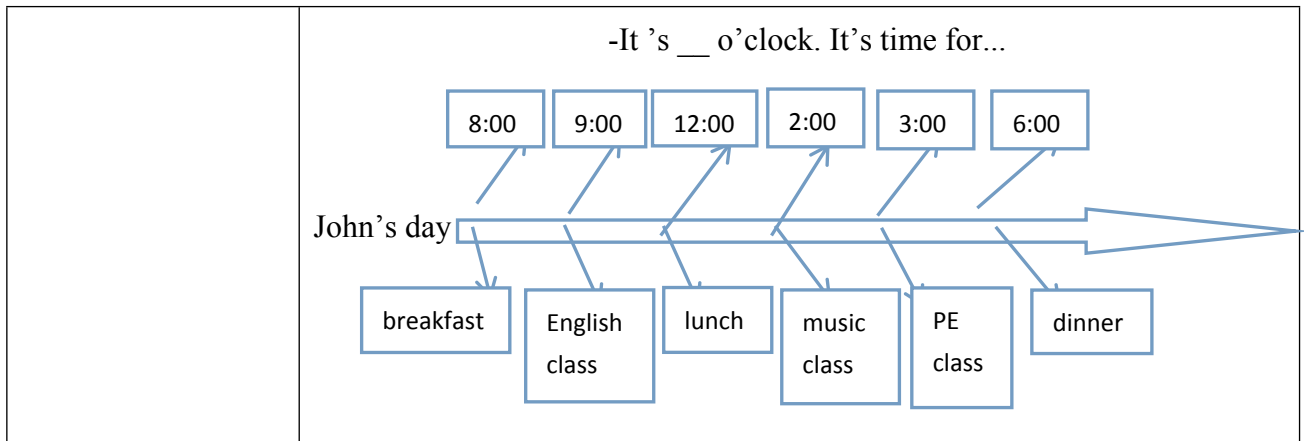 -It ’s __ o’clock. It’s time for...
8:00 9:00 12:00 2:00 3:00 6:00
John’s day
breakfast English lunch music PE dinner
class class class